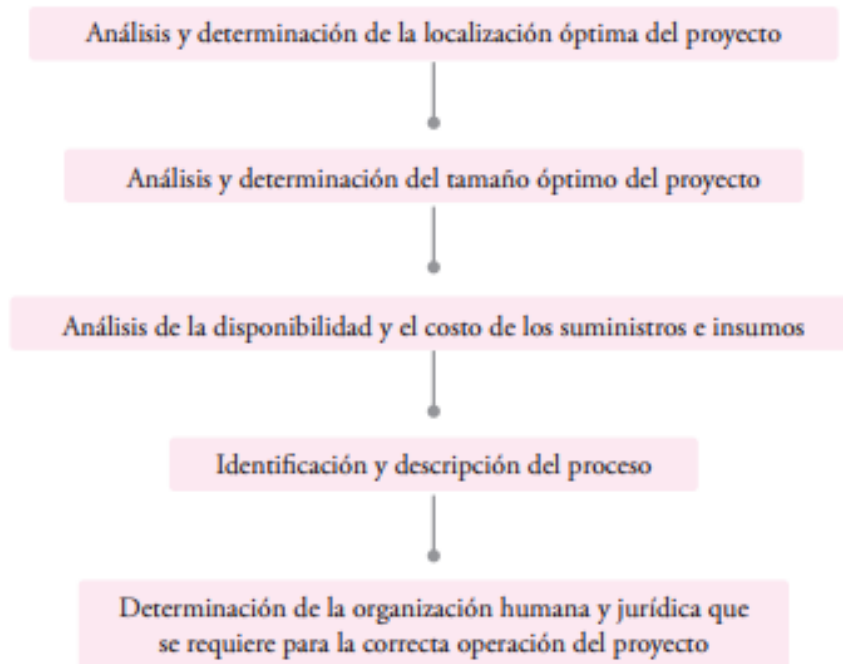 Análisis y determinación de la localización óptima del proyecto
Análisis y determinación del tamaño óptimo del proyecto
Análisis de la disponibilidad y el costo de los suministros e insumos
Identificación y descripción del proceso
Determinación de la organización humana y jurídica que
se requiere para la correcta operación del proyecto